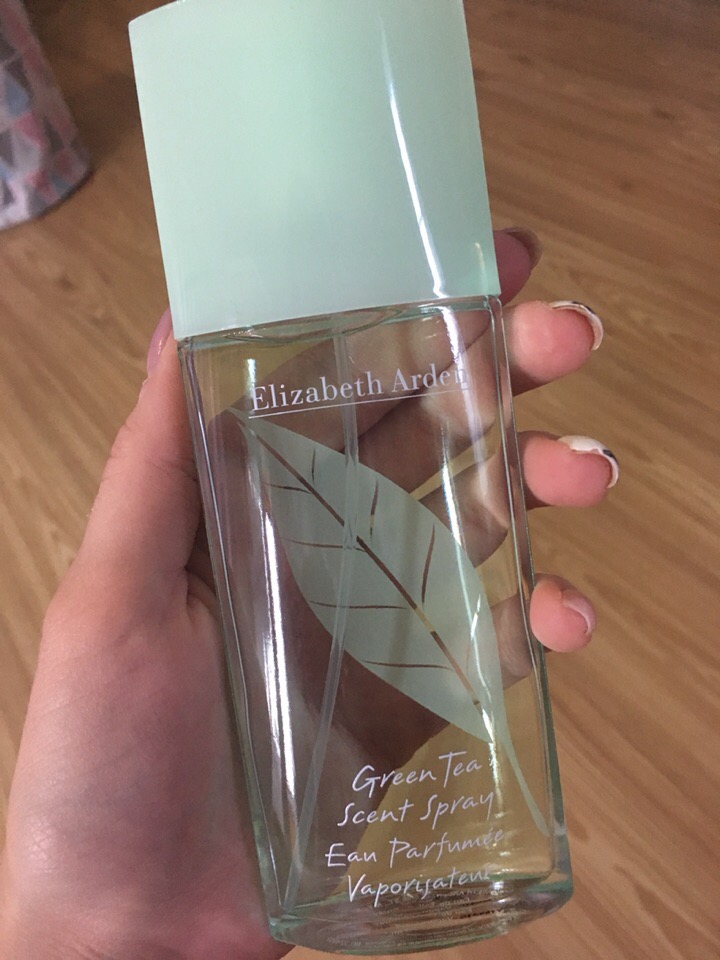 Elizabeth Arden
Green Tea
Scent Spray
Eau Parfumée
Vaporisateur